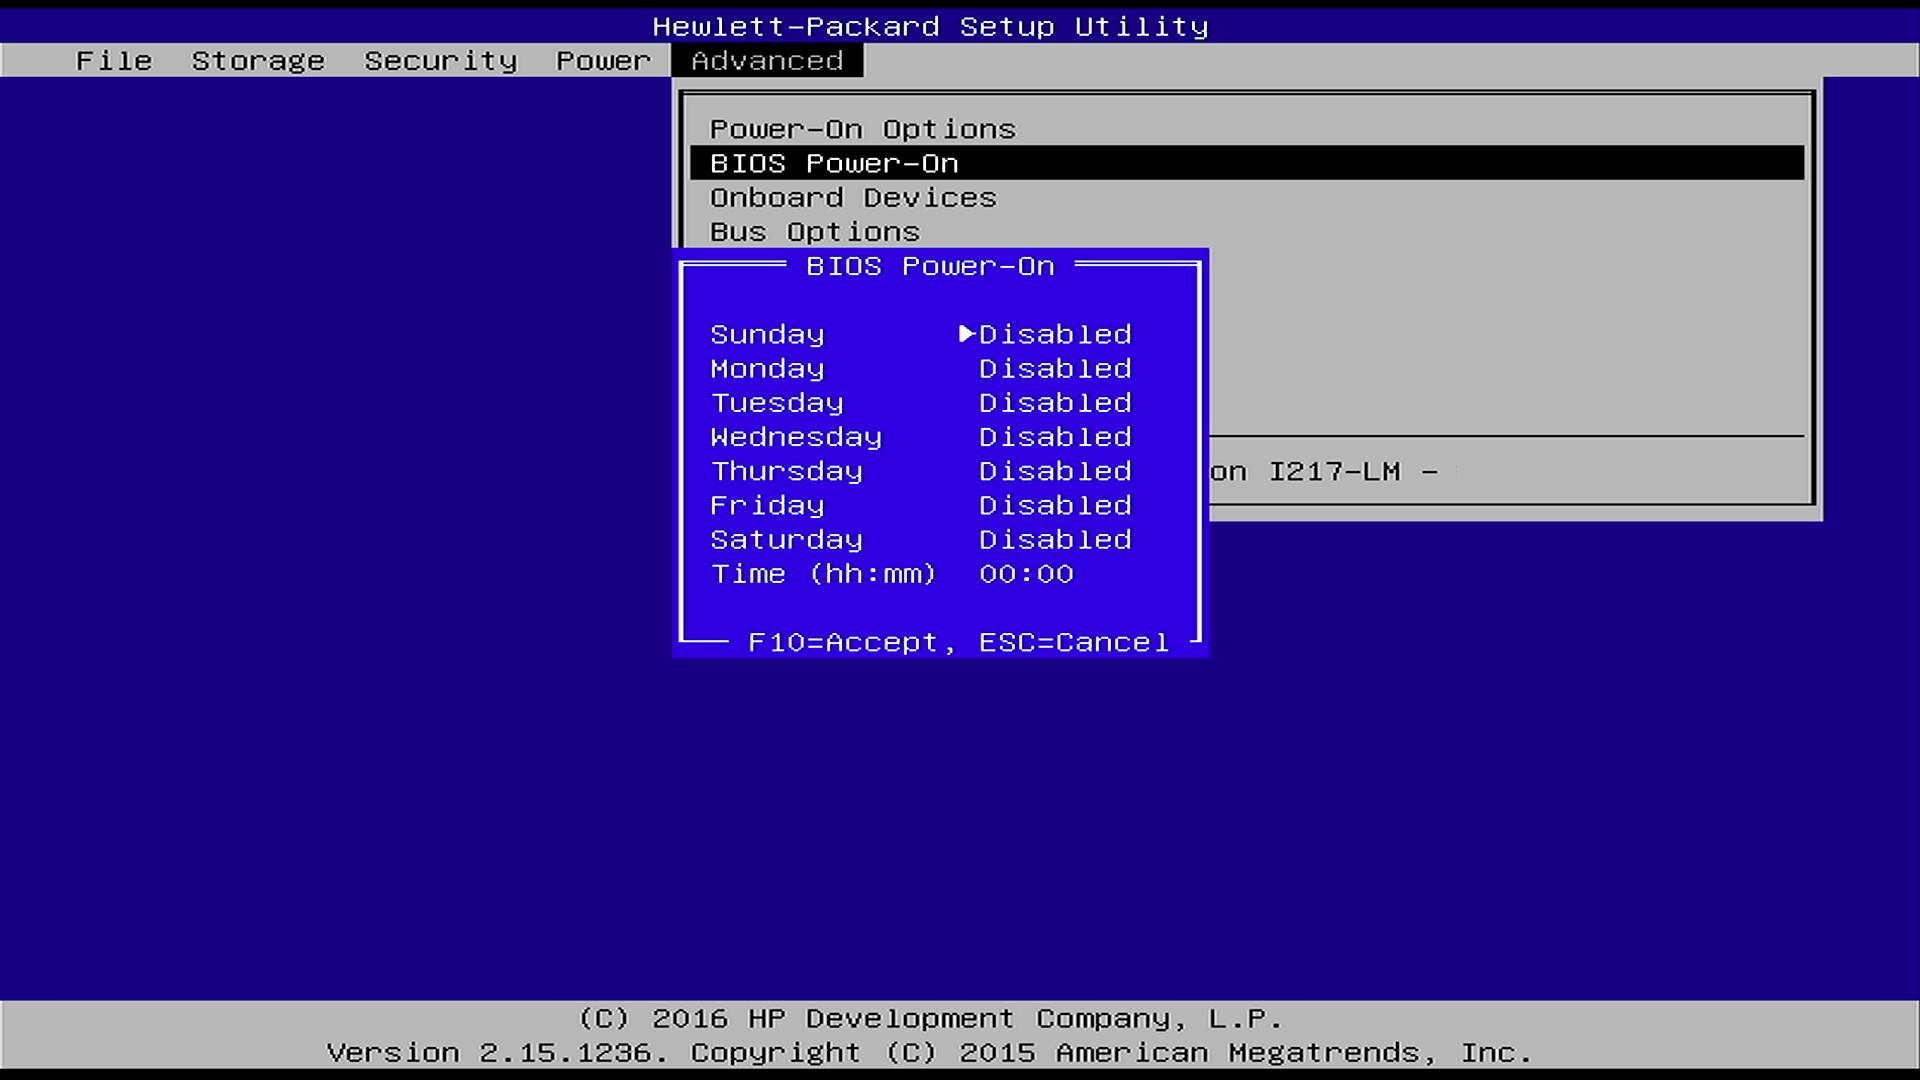 Hewlett-Packard Setup Utility
File Storage Security Power Advanced
Power-On Options
BIOS Power-On
Onboard Devices
Bus Options
BIOS Power-On
Sunday ▶Disabled
Monday Disabled
Tuesday Disabled
Wednesday Disabled
Thursday Disabled
on I217-LM -
Friday Disabled
Saturday Disabled
Time (hh:mm) 00:00
F10=Accept, ESC=Cancel
(C) 2016 HP Development Company, L.P.
Version 2.15.1236. Copyright (C) 2015 American Megatrends, Inc.